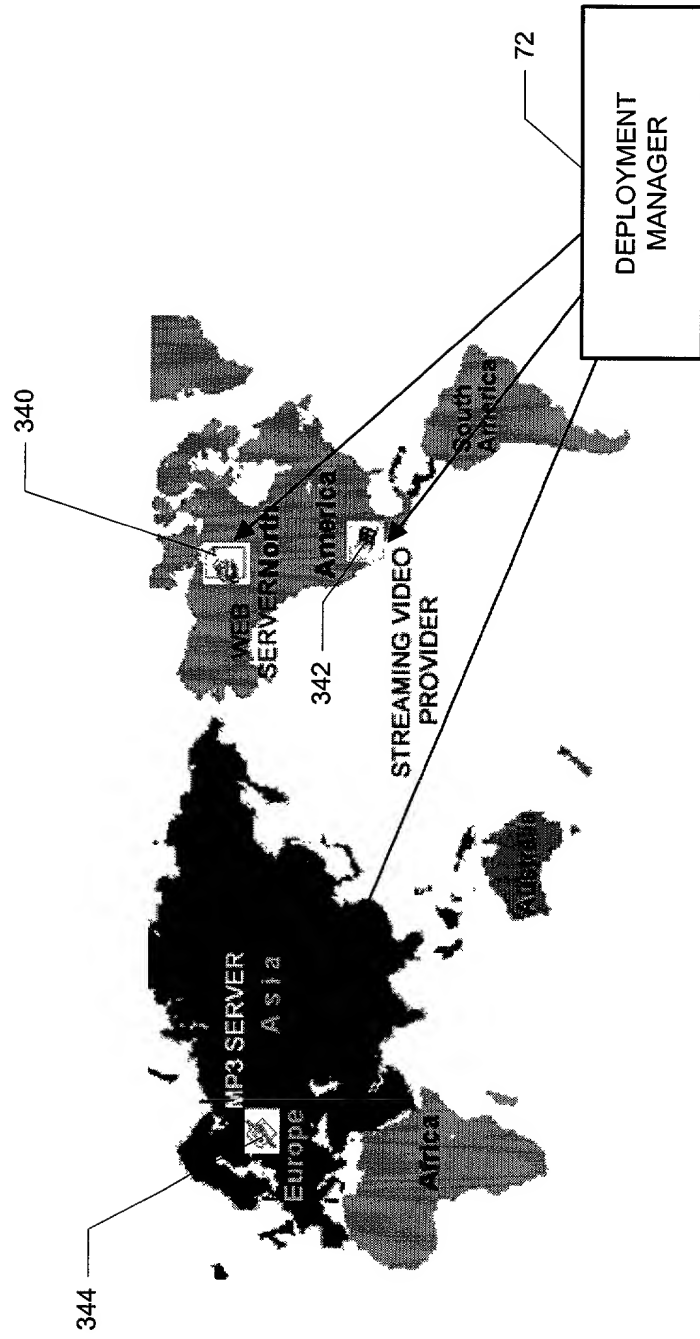 340
72
344
WEB
SERVER
North
America
MP3 SERVER
Asia
Europe
342
STREAMING VIDEO
PROVIDER
South
America
Africa
Australia
DEPLOYMENT
MANAGER